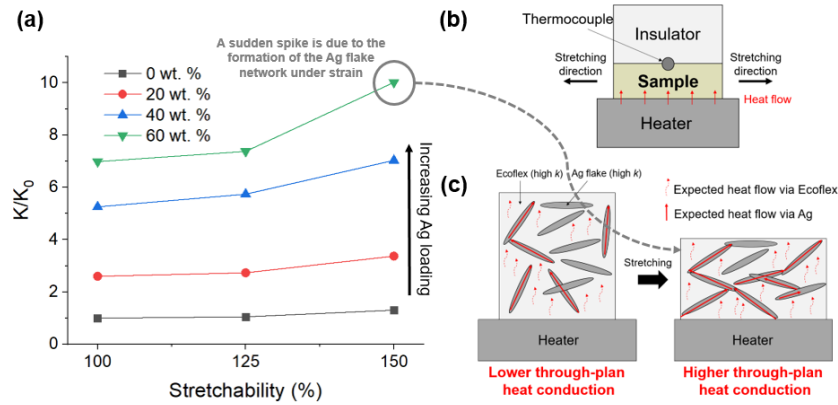 (a)
A sudden spike is due to the
formation of the Ag flake
network under strain
0 wt. %
20 wt. %
40 wt. %
60 wt. %
10
8
6
4
2
0
K/K0
100
125
150
Stretchability (%)
Increasing Ag loading
(b)
Thermocouple
Insulator
Stretching
direction
Sample
Stretching
direction
Heat flow
Heater
(c)
Ecoflex (high k)
Ag flake (high k)
Expected heat flow via Ecoflex
Expected heat flow via Ag
Stretching
Heater
Heater
Lower through-plan
heat conduction
Higher through-plan
heat conduction